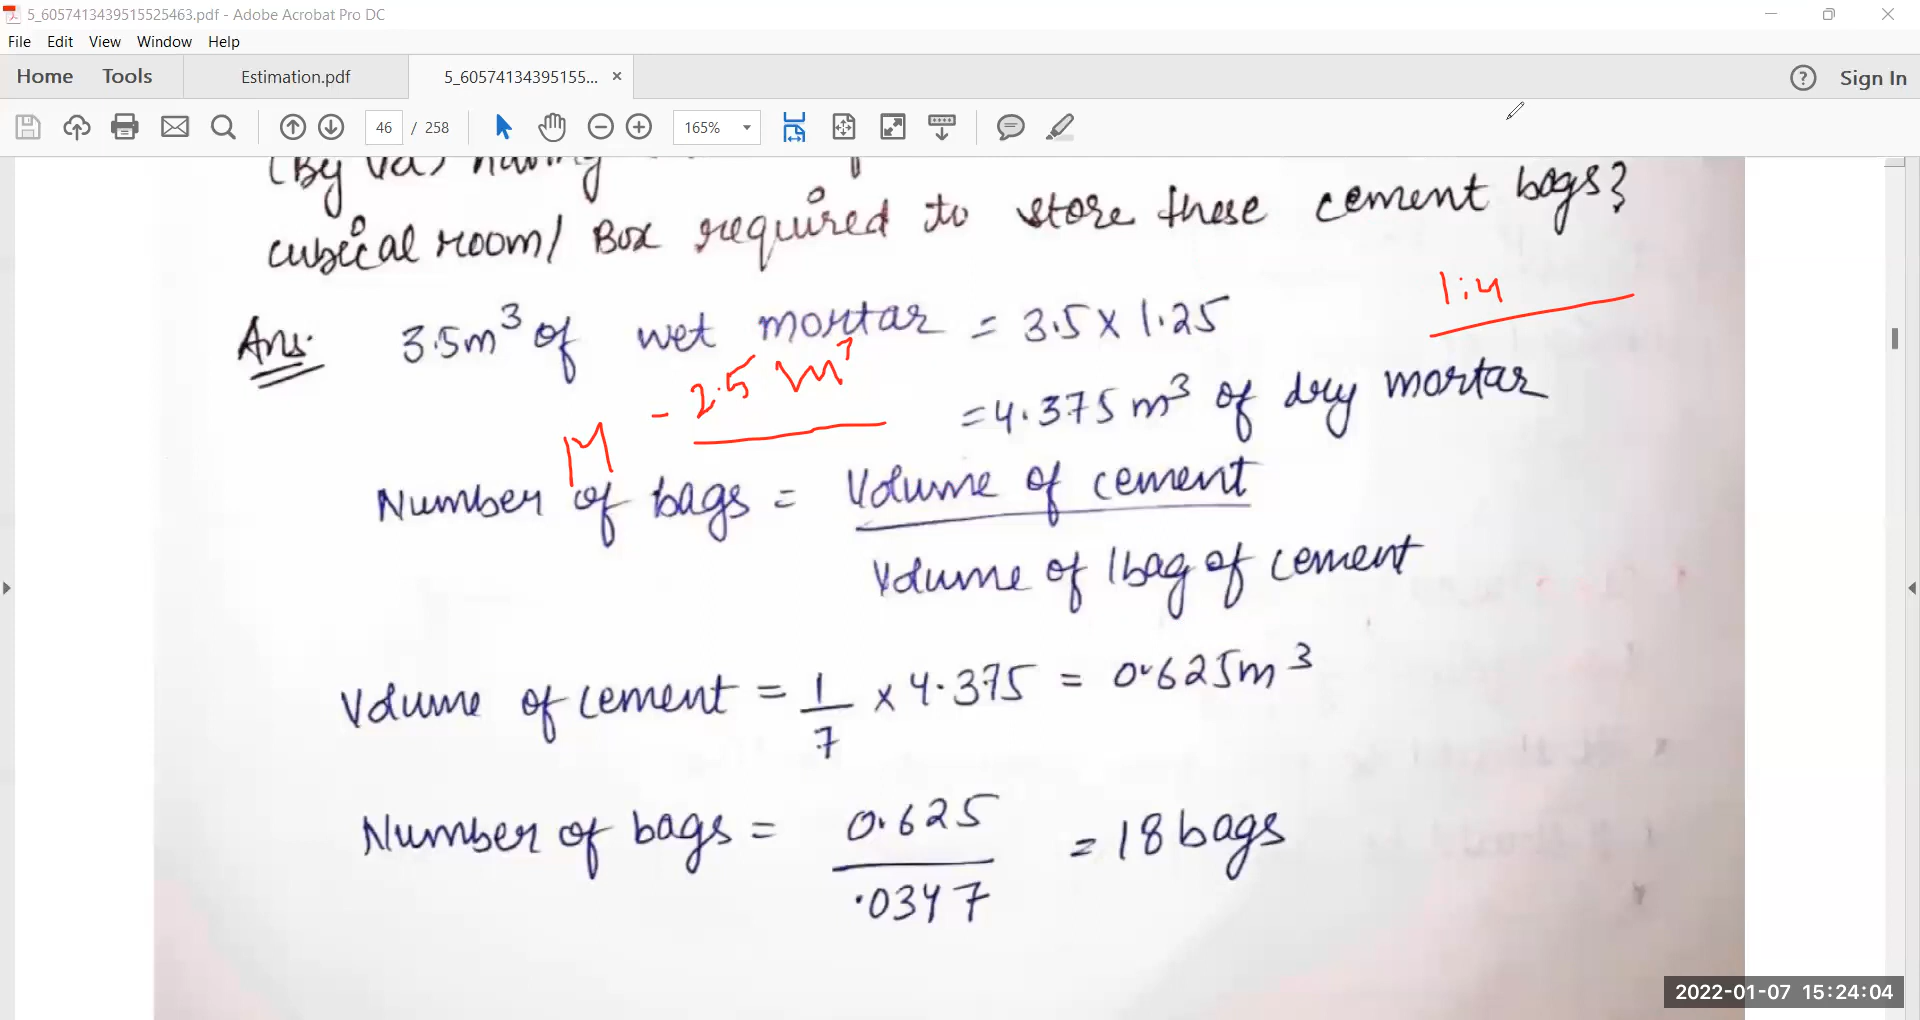 5_6057413439515525463.pdf - Adobe Acrobat Pro DC
File Edit View Window Help
Home Tools Estimation.pdf 5_60574134395155... × Sign In
46 / 258 165%
(By
cubical room/ Box required to store these cement bags?
1:4
Ans. 3.5m³ of wet mortar = 3.5 x 1.25
- 2.5 m³
= 4.375 m³ of dry mortar
M
Number of bags = Volume of cement
Volume of 1bag of cement
Volume of cement = 1/7 x 4.375 = 0.625m³
Number of bags = 0.625/.0347 = 18 bags
2022-01-07 15:24:04